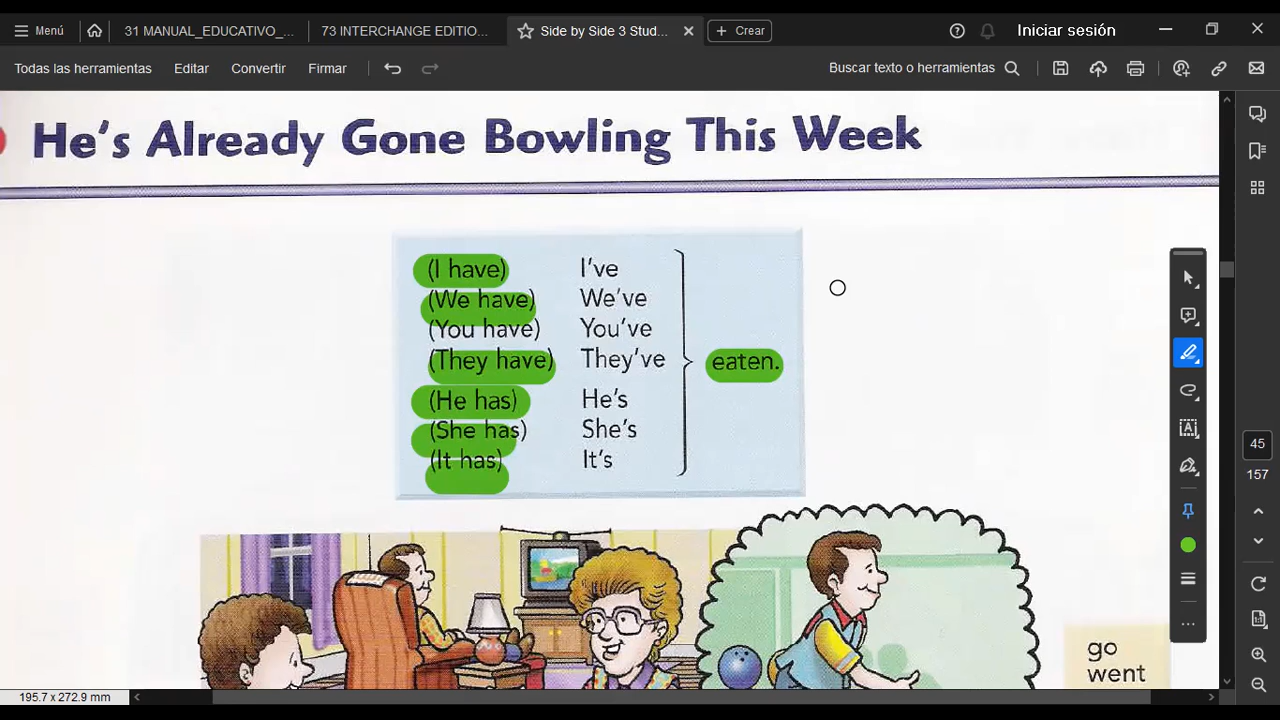 Menú
31 MANUAL_EDUCATIVO_...
73 INTERCHANGE EDITIO...
Side by Side 3 Stud...
Crear
Iniciar sesión
Todas las herramientas
Editar
Convertir
Firmar
Buscar texto o herramientas
He's Already Gone Bowling This Week
(I have) I've
(We have) We've
(You have) You've
(They have) They've
eaten.
(He has) He's
(She has) She's
(It has) It's
45
157
go
went
195.7 x 272.9 mm